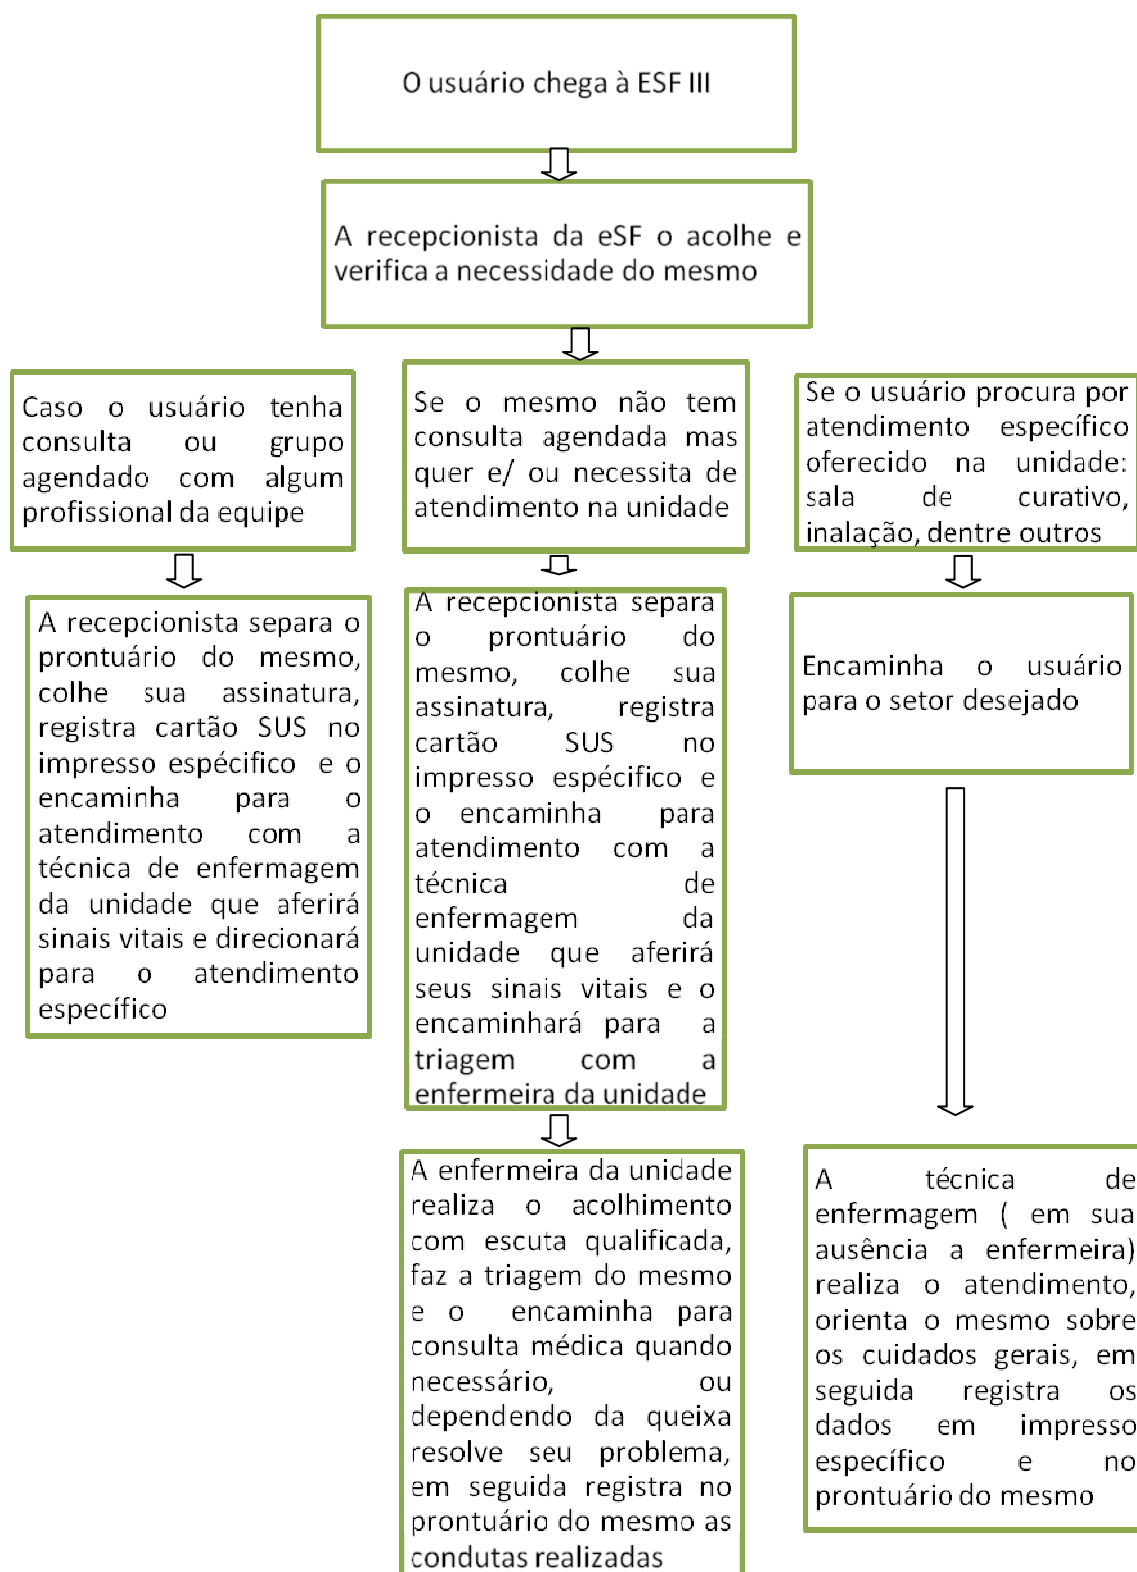 O usuário chega à ESF III
A recepcionista da eSF o acolhe e
verifica a necessidade do mesmo
Caso o usuário tenha
consulta ou grupo
agendado com algum
profissional da equipe
Se o mesmo não tem
consulta agendada mas
quer e/ ou necessita de
atendimento na unidade
Se o usuário procura por
atendimento específico
oferecido na unidade:
sala de curativo,
inalação, dentre outros
A recepcionista separa o
prontuário do mesmo,
colhe sua assinatura,
registra cartão SUS no
impresso espécifico e o
encaminha para o
atendimento com a
técnica de enfermagem
da unidade que aferirá
sinais vitais e direcionará
para o atendimento
específico
A recepcionista separa
o prontuário do
mesmo, colhe sua
assinatura, registra
cartão SUS no
impresso espécifico e
o encaminha para
atendimento com a
técnica de
enfermagem da
unidade que aferirá
seus sinais vitais e o
encaminhará para a
triagem com a
enfermeira da unidade
Encaminha o usuário
para o setor desejado
A enfermeira da unidade
realiza o acolhimento
com escuta qualificada,
faz a triagem do mesmo
e o encaminha para
consulta médica quando
necessário, ou
dependendo da queixa
resolve seu problema,
em seguida registra no
prontuário do mesmo as
condutas realizadas
A técnica de
enfermagem ( em sua
ausência a enfermeira)
realiza o atendimento,
orienta o mesmo sobre
os cuidados gerais, em
seguida registra os
dados em impresso
específico e no
prontuário do mesmo